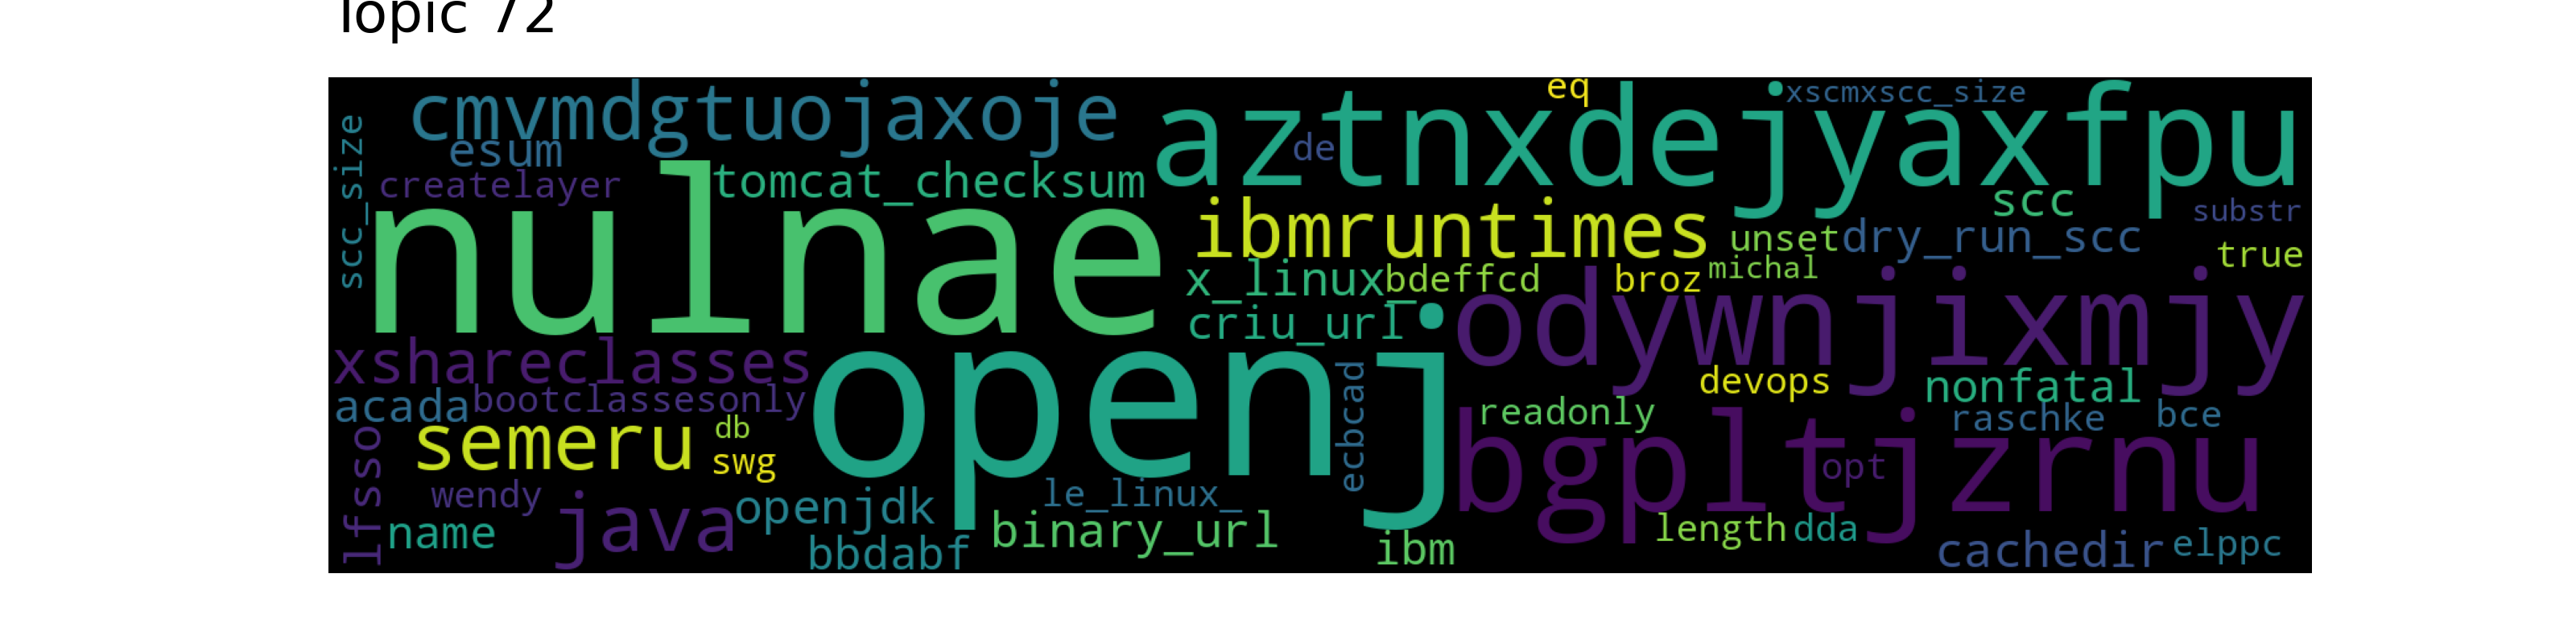 Topic 72
cmvmdgtuojaxoje
aztnxdejyaxfpu
eq
xscmxscc_size
scc_size
esum
de
createlayer
tomcat_checksum
scc
substr
nulnae
ibmruntimes
unset
dry_run_scc
true
x_linux_
bdeffcd
broz
michal
criu_url
odywnjixmjy
xshareclasses
openj
ecbcad
devops
nonfatal
acada
bootclassesonly
readonly
raschke
bce
lfsso
semeru
db
swg
bgpltjzrnu
opt
wendy
java
openjdk
le_linux_
name
binary_url
length
dda
bbdabf
ibm
cachedir
elppc